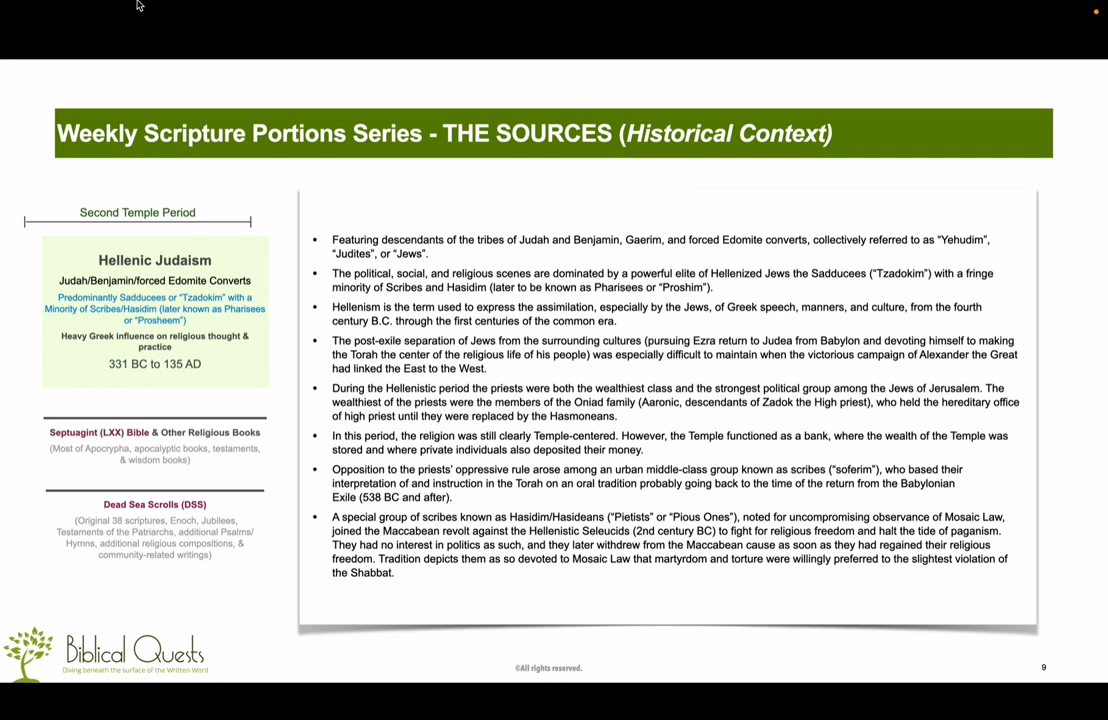 Weekly Scripture Portions Series - THE SOURCES (Historical Context)
Second Temple Period
Hellenic Judaism
Judah/Benjamin/forced Edomite Converts
Predominantly Sadducees or “Tzadokim” with a
Minority of Scribes/Hasidim (later known as Pharisees
or “Prosheem”)
Heavy Greek influence on religious thought &
practice
331 BC to 135 AD
Septuagint (LXX) Bible & Other Religious Books
(Most of Apocrypha, apocalyptic books, testaments,
& wisdom books)
Dead Sea Scrolls (DSS)
(Original 38 scriptures, Enoch, Jubilees,
Testaments of the Patriarchs, additional Psalms/
Hymns, additional religious compositions, &
community-related writings)
• Featuring descendants of the tribes of Judah and Benjamin, Gaerim, and forced Edomite converts, collectively referred to as “Yehudim”,
“Judites”, or “Jews”.
• The political, social, and religious scenes are dominated by a powerful elite of Hellenized Jews the Sadducees (“Tzadokim”) with a fringe
minority of Scribes and Hasidim (later to be known as Pharisees or “Proshim”).
• Hellenism is the term used to express the assimilation, especially by the Jews, of Greek speech, manners, and culture, from the fourth
century B.C. through the first centuries of the common era.
• The post-exile separation of Jews from the surrounding cultures (pursuing Ezra return to Judea from Babylon and devoting himself to making
the Torah the center of the religious life of his people) was especially difficult to maintain when the victorious campaign of Alexander the Great
had linked the East to the West.
• During the Hellenistic period the priests were both the wealthiest class and the strongest political group among the Jews of Jerusalem. The
wealthiest of the priests were the members of the Oniad family (Aaronic, descendants of Zadok the High priest), who held the hereditary office
of high priest until they were replaced by the Hasmoneans.
• In this period, the religion was still clearly Temple-centered. However, the Temple functioned as a bank, where the wealth of the Temple was
stored and where private individuals also deposited their money.
• Opposition to the priests’ oppressive rule arose among an urban middle-class group known as scribes (“soferim”), who based their
interpretation of and instruction in the Torah on an oral tradition probably going back to the time of the return from the Babylonian
Exile (538 BC and after).
• A special group of scribes known as Hasidim/Hasideans (“Pietists” or “Pious Ones”), noted for uncompromising observance of Mosaic Law,
joined the Maccabean revolt against the Hellenistic Seleucids (2nd century BC) to fight for religious freedom and halt the tide of paganism.
They had no interest in politics as such, and they later withdrew from the Maccabean cause as soon as they had regained their religious
freedom. Tradition depicts them as so devoted to Mosaic Law that martyrdom and torture were willingly preferred to the slightest violation of
the Shabbat.
Biblical Quests
Diving beneath the surface of the Written Word
©All rights reserved.
9